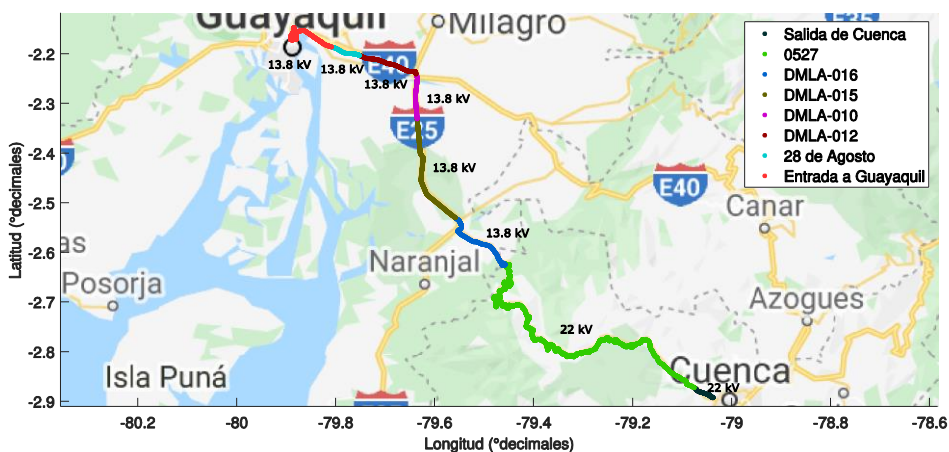 Guayaquil
Milagro
E35
-2.2
-2.3
-2.4
-2.5
-2.6
-2.7
-2.8
-2.9
Latitud (°decimales)
13.8 kV
13.8 kV
E40
13.8 kV
13.8 kV
E25
13.8 kV
13.8 kV
22 kV
22 kV
Salida de Cuenca
0527
DMLA-016
DMLA-015
DMLA-010
DMLA-012
28 de Agosto
Entrada a Guayaquil
E40
Canar
as
Naranjal
Posorja
Azogues
Isla Puná
Cuenca
-80.2
-80
-79.8
-79.6
-79.4
-79.2
-79
-78.8
-78.6
Longitud (°decimales)